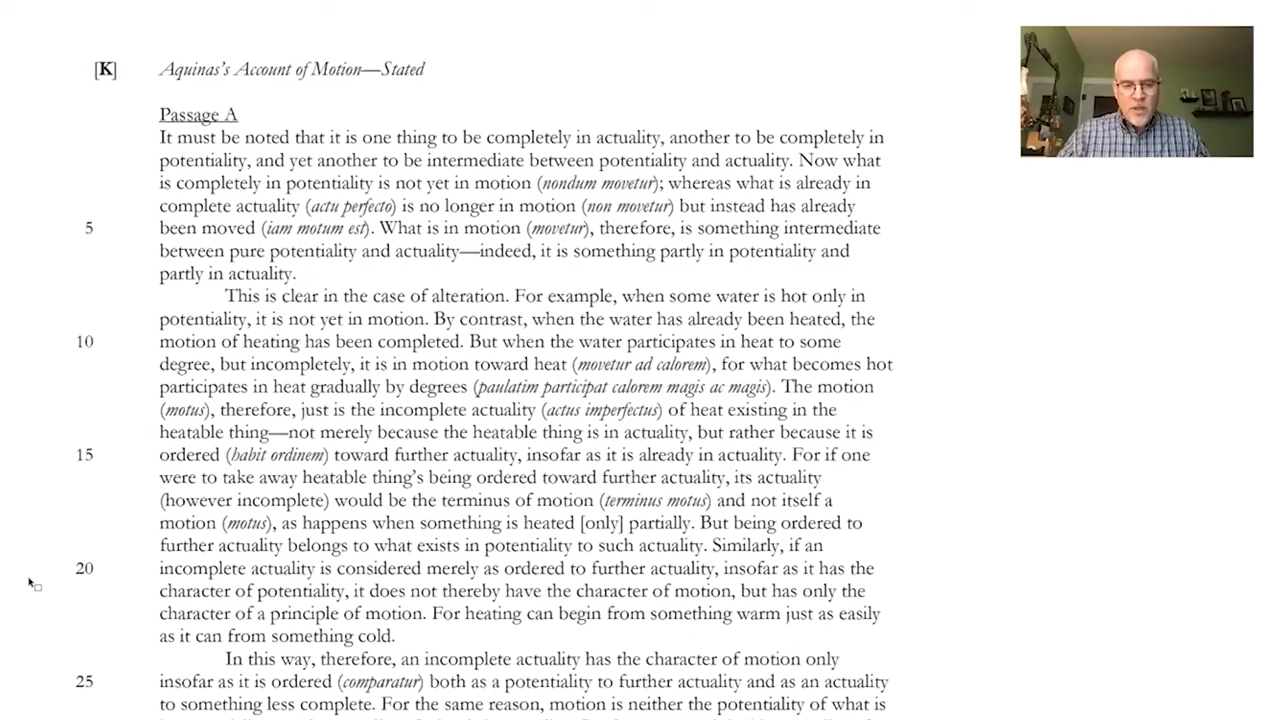 [K] Aquinas's Account of Motion—Stated
Passage A
It must be noted that it is one thing to be completely in actuality, another to be completely in
potentiality, and yet another to be intermediate between potentiality and actuality. Now what
is completely in potentiality is not yet in motion (nondum movetur); whereas what is already in
complete actuality (actu perfecto) is no longer in motion (non movetur) but instead has already
5 been moved (iam motum est). What is in motion (movetur), therefore, is something intermediate
between pure potentiality and actuality—indeed, it is something partly in potentiality and
partly in actuality.
This is clear in the case of alteration. For example, when some water is hot only in
potentiality, it is not yet in motion. By contrast, when the water has already been heated, the
10 motion of heating has been completed. But when the water participates in heat to some
degree, but incompletely, it is in motion toward heat (movetur ad calorem), for what becomes hot
participates in heat gradually by degrees (paulatim participat calorem magis ac magis). The motion
(motus), therefore, just is the incomplete actuality (actus imperfectus) of heat existing in the
heatable thing—not merely because the heatable thing is in actuality, but rather because it is
15 ordered (habit ordinem) toward further actuality, insofar as it is already in actuality. For if one
were to take away heatable thing's being ordered toward further actuality, its actuality
(however incomplete) would be the terminus of motion (terminus motus) and not itself a
motion (motus), as happens when something is heated [only] partially. But being ordered to
further actuality belongs to what exists in potentiality to such actuality. Similarly, if an
20 incomplete actuality is considered merely as ordered to further actuality, insofar as it has the
character of potentiality, it does not thereby have the character of motion, but has only the
character of a principle of motion. For heating can begin from something warm just as easily
as it can from something cold.
In this way, therefore, an incomplete actuality has the character of motion only
25 insofar as it is ordered (comparatur) both as a potentiality to further actuality and as an actuality
to something less complete. For the same reason, motion is neither the potentiality of what is